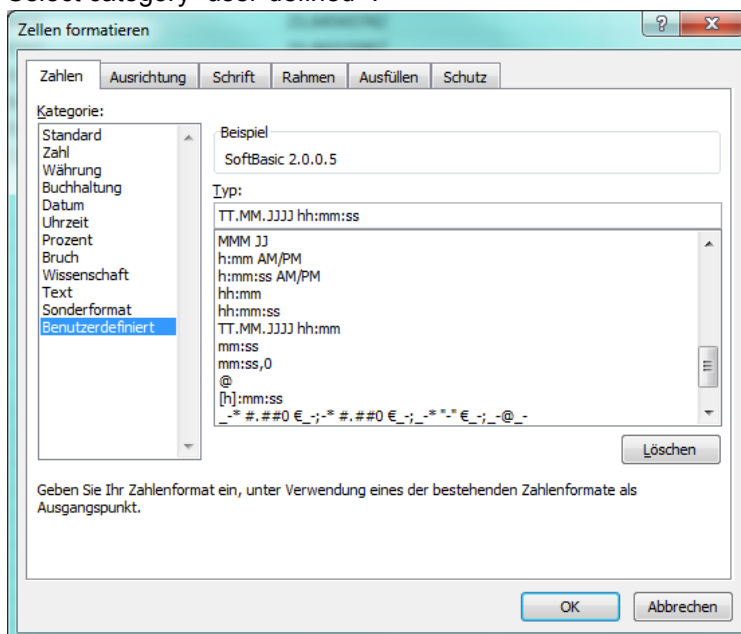 Select category "user defined".
Zellen formatieren
Zahlen Ausrichtung Schrift Rahmen Ausfüllen Schutz
Kategorie:
Standard
Zahl
Währung
Buchhaltung
Datum
Uhrzeit
Prozent
Bruch
Wissenschaft
Text
Sonderformat
Benutzerdefiniert
Beispiel
SoftBasic 2.0.0.5
Typ:
TT.MM.JJJJ hh:mm:ss
MMM JJ
h:mm AM/PM
h:mm:ss AM/PM
hh:mm
hh:mm:ss
TT.MM.JJJJ hh:mm
mm:ss
mm:ss,0
@
[h]:mm:ss
_-* #.##0 €_-;-* #.##0 €_-;_-* "-" €_-;_-@_-
Löschen
Geben Sie Ihr Zahlenformat ein, unter Verwendung eines der bestehenden Zahlenformate als
Ausgangspunkt.
OK Abbrechen